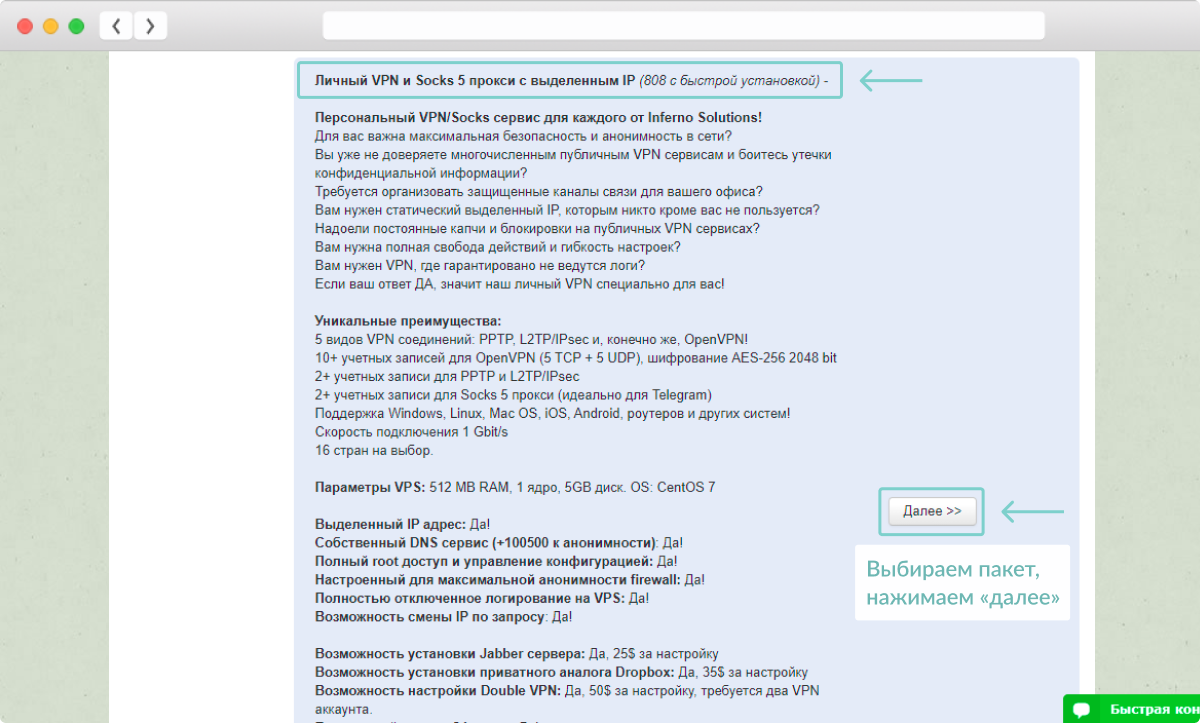 Личный VPN и Socks 5 прокси с выделенным IP (808 с быстрой установкой) -
Персональный VPN/Socks сервис для каждого от Inferno Solutions!
Для вас важна максимальная безопасность и анонимность в сети?
Вы уже не доверяете многочисленным публичным VPN сервисам и боитесь утечки
конфиденциальной информации?
Требуется организовать защищенные каналы связи для вашего офиса?
Вам нужен статический выделенный IP, которым никто кроме вас не пользуется?
Надоели постоянные капчи и блокировки на публичных VPN сервисах?
Вам нужна полная свобода действий и гибкость настроек?
Вам нужен VPN, где гарантировано не ведутся логи?
Если ваш ответ ДА, значит наш личный VPN специально для вас!
Уникальные преимущества:
5 видов VPN соединений: PPTP, L2TP/IPsec и, конечно же, OpenVPN!
10+ учетных записей для OpenVPN (5 TCP + 5 UDP), шифрование AES-256 2048 bit
2+ учетных записи для PPTP и L2TP/IPsec
2+ учетных записи для Socks 5 прокси (идеально для Telegram)
Поддержка Windows, Linux, Mac OS, iOS, Android, роутеров и других систем!
Скорость подключения 1 Gbit/s
16 стран на выбор.
Параметры VPS: 512 MB RAM, 1 ядро, 5GB диск. OS: CentOS 7
Далее >>
Выбираем пакет,
нажимаем «далее»
Выделенный IP адрес: Да!
Собственный DNS сервис (+100500 к анонимности): Да!
Полный root доступ и управление конфигурацией: Да!
Настроенный для максимальной анонимности firewall: Да!
Полностью отключенное логирование на VPS: Да!
Возможность смены IP по запросу: Да!
Возможность установки Jabber сервера: Да, 25$ за настройку
Возможность установки приватного аналога Dropbox: Да, 35$ за настройку
Возможность настройки Double VPN: Да, 50$ за настройку, требуется два VPN
аккаунта.
Быстрая кон